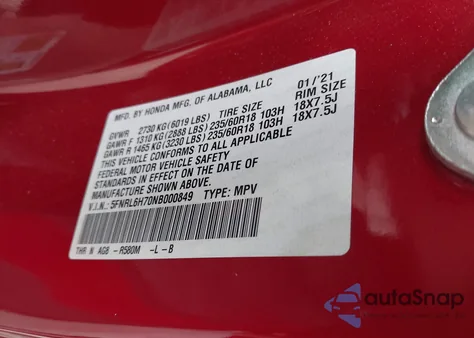 MFD. BY HONDA MFG. OF ALABAMA, LLC 01/'21
GVWR 2730 KG (6019 LBS) TIRE SIZE RIM SIZE
GAWR F 1310 KG (2888 LBS) 235/60R18 103H 18X7.5J
GAWR R 1465 KG (3230 LBS) 235/60R18 103H 18X7.5J
THIS VEHICLE CONFORMS TO ALL APPLICABLE
FEDERAL MOTOR VEHICLE SAFETY
STANDARDS IN EFFECT ON THE DATE OF
MANUFACTURE SHOWN ABOVE.
V.I.N.: 5FNRL6H70NB000849 TYPE: MPV
THR N AG8 -R580M -L-B
autoSnap